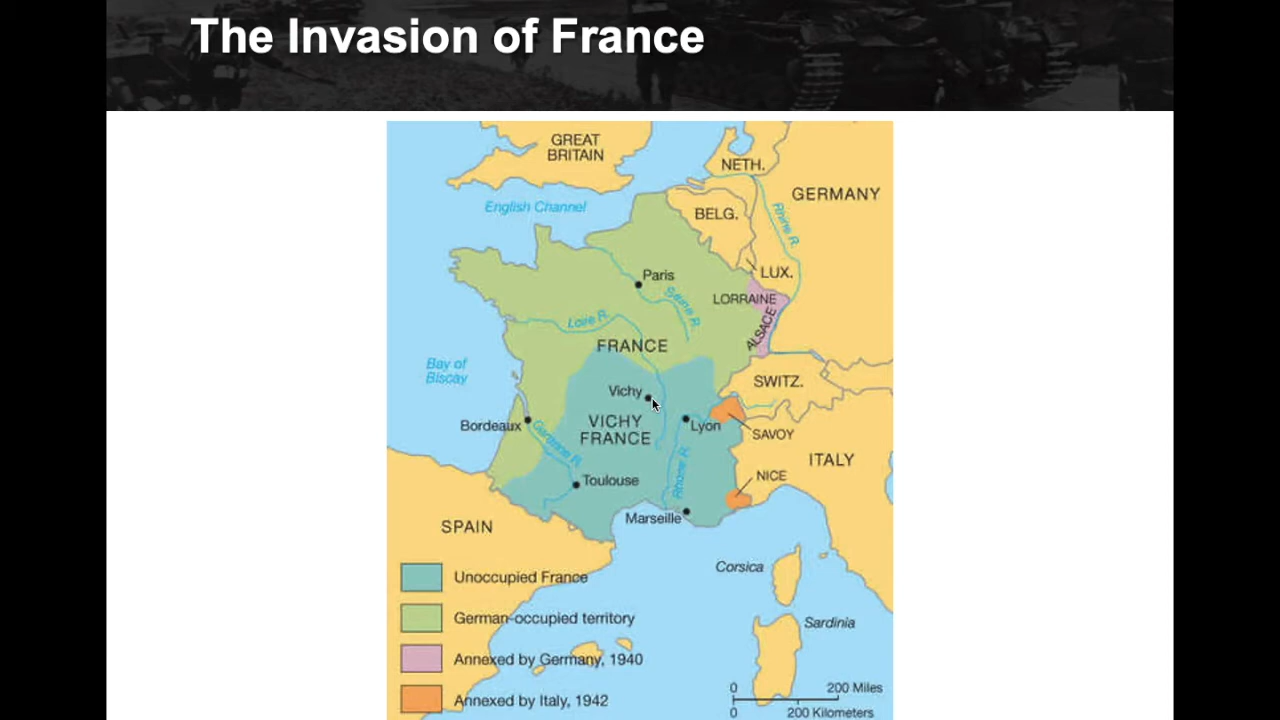 The Invasion of France
GREAT
BRITAIN
NETH.
GERMANY
English Channel
BELG.
Rhine R.
LUX.
Paris
LORRAINE
Seine R.
ALSACE
Loire R.
FRANCE
Bay of
Biscay
SWITZ.
Vichy
VICHY
FRANCE
Bordeaux
Lyon
SAVOY
Garonne R.
ITALY
Rhone R.
NICE
Toulouse
Marseille
SPAIN
Corsica
Unoccupied France
German-occupied territory
Sardinia
Annexed by Germany, 1940
Annexed by Italy, 1942
0 200 Miles
0 200 Kilometers